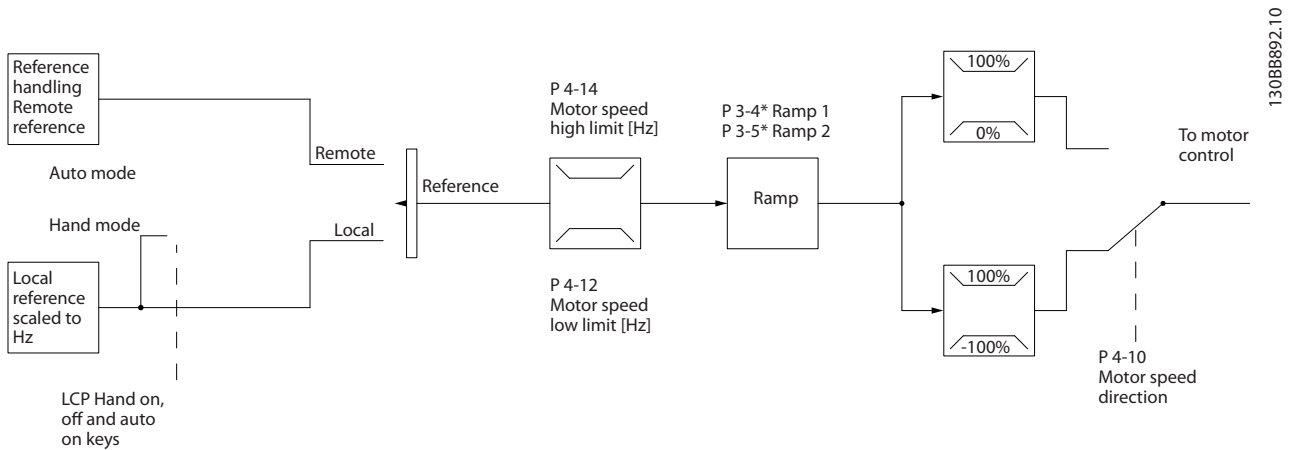 130BB892.10
Reference
handling
Remote
reference
Auto mode
Hand mode
Local
reference
scaled to
Hz
LCP Hand on,
off and auto
on keys
Remote
Local
Reference
P 4-14
Motor speed
high limit [Hz]
P 4-12
Motor speed
low limit [Hz]
P 3-4* Ramp 1
P 3-5* Ramp 2
Ramp
100%
0%
100%
-100%
To motor
control
P 4-10
Motor speed
direction